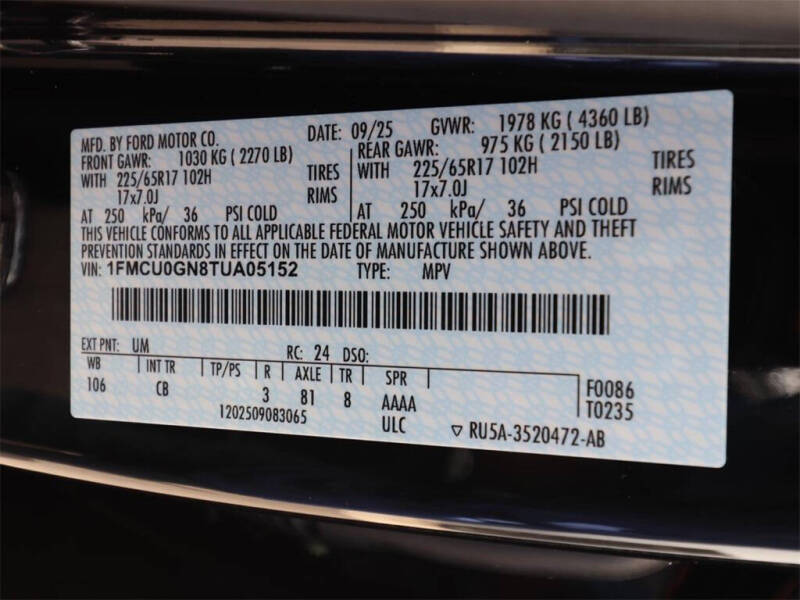 MFD. BY FORD MOTOR CO. DATE: 09/25 GVWR: 1978 KG ( 4360 LB)
FRONT GAWR: 1030 KG (2270 LB) REAR GAWR: 975 KG ( 2150 LB)
WITH 225/65R17 102H TIRES WITH 225/65R17 102H TIRES
17x7.0J RIMS 17x7.0J RIMS
AT 250 kPa/ 36 PSI COLD AT 250 kPa/ 36 PSI COLD
THIS VEHICLE CONFORMS TO ALL APPLICABLE FEDERAL MOTOR VEHICLE SAFETY AND THEFT
PREVENTION STANDARDS IN EFFECT ON THE DATE OF MANUFACTURE SHOWN ABOVE.
VIN: 1FMCU0GN8TUA05152 TYPE: MPV
EXT PNT: UM RC: 24 DSO:
WB INT TR TP/PS R AXLE TR SPR
106 CB 3 81 8 AAAA F0086
1202509083065 ULC T0235
RU5A-3520472-AB